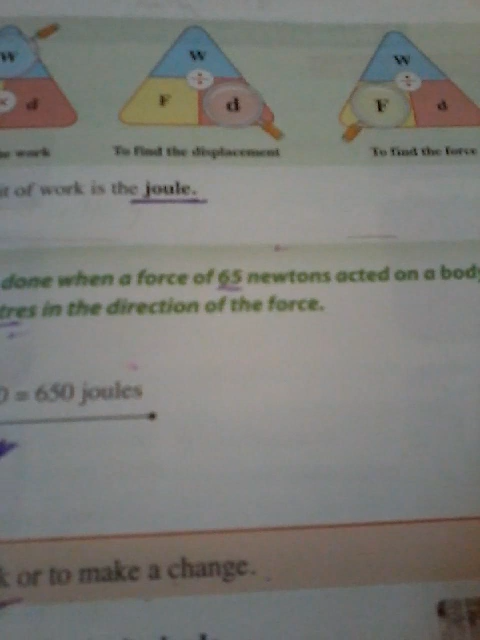 W W W
÷ ÷
× d F d F d
work To find the displacement To find the force
of work is the joule.
done when a force of 65 newtons acted on a body
tres in the direction of the force.
0 = 650 joules
k or to make a change.